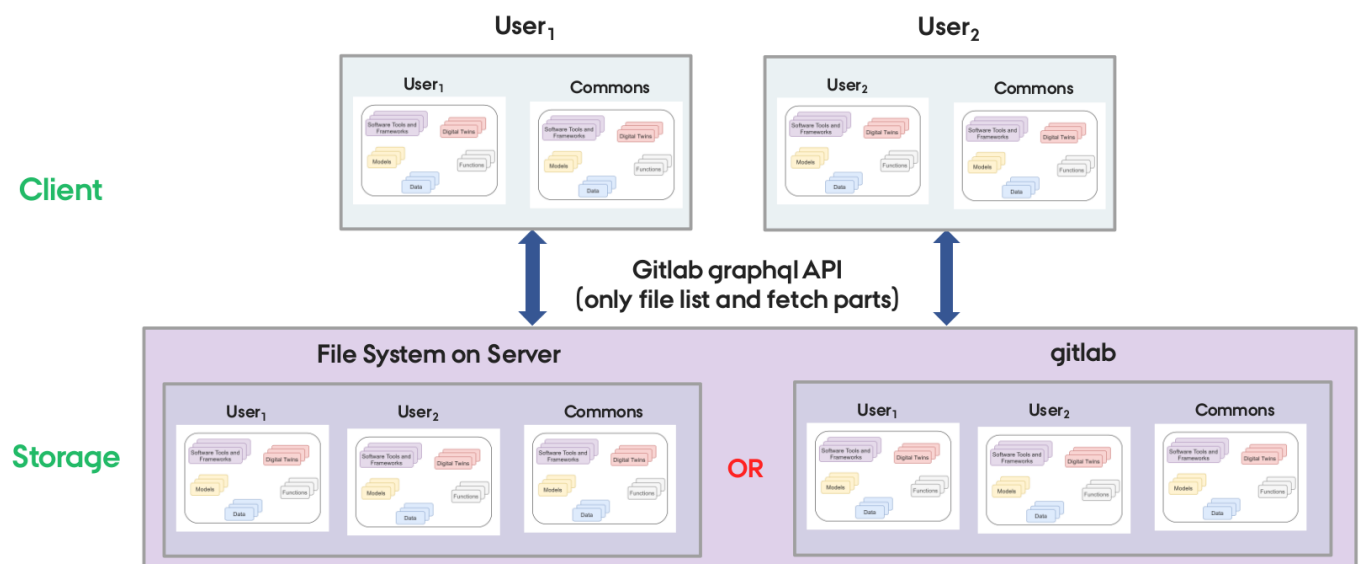 User₁
User₂
User₁
Commons
Software Tools and
Frameworks
Digital Twins
Models
Functions
Data
Software Tools and
Frameworks
Digital Twins
Models
Functions
Data
User₂
Commons
Software Tools and
Frameworks
Digital Twins
Models
Functions
Data
Software Tools and
Frameworks
Digital Twins
Models
Functions
Data
Client
Gitlab graphql API
(only file list and fetch parts)
File System on Server
gitlab
User₁
User₂
Commons
Software Tools and
Frameworks
Digital Twins
Models
Functions
Data
Software Tools and
Frameworks
Digital Twins
Models
Functions
Data
Software Tools and
Frameworks
Digital Twins
Models
Functions
Data
Storage
OR
User₁
User₂
Commons
Software Tools and
Frameworks
Digital Twins
Models
Functions
Data
Software Tools and
Frameworks
Digital Twins
Models
Functions
Data
Software Tools and
Frameworks
Digital Twins
Models
Functions
Data